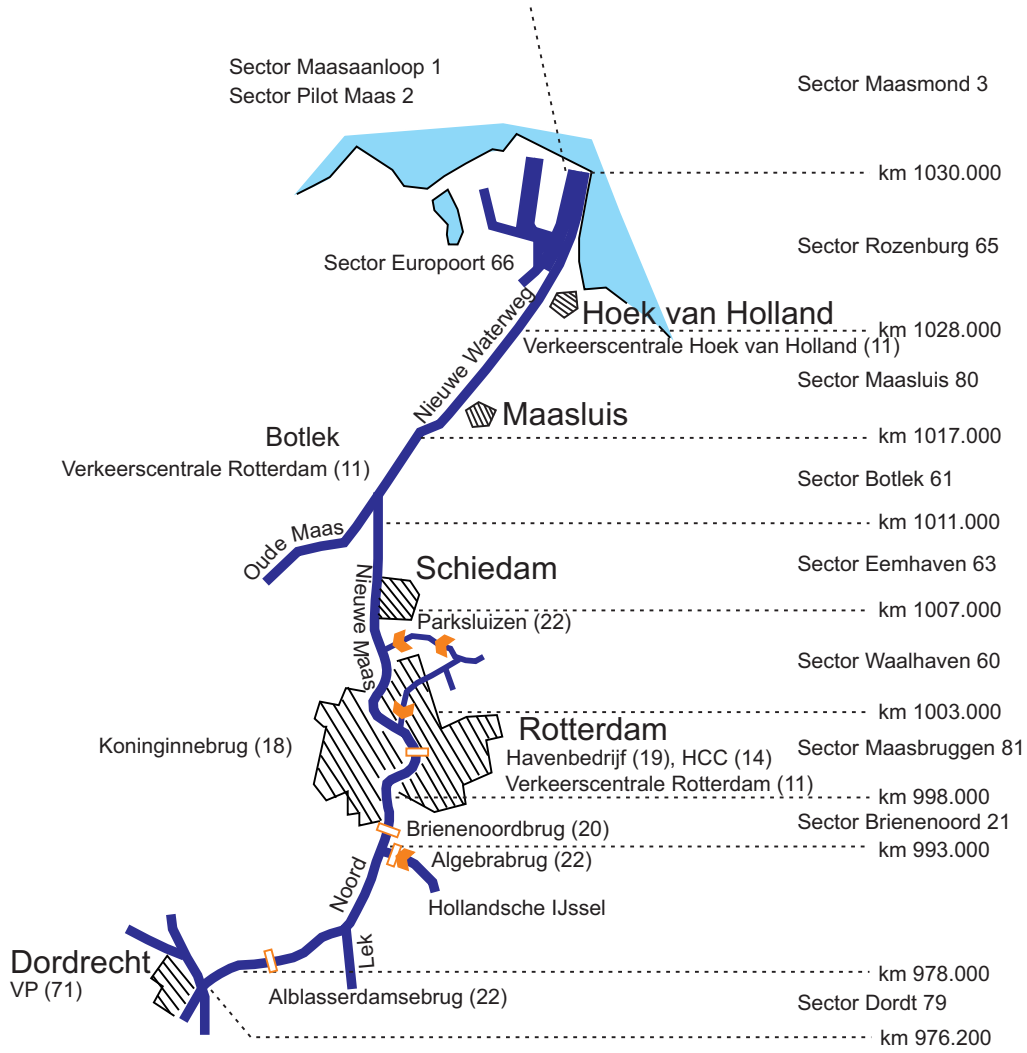 Sector Maasaanloop 1
Sector Pilot Maas 2
Sector Maasmond 3
km 1030.000
Sector Rozenburg 65
Sector Europoort 66
Hoek van Holland
km 1028.000
Verkeerscentrale Hoek van Holland (11)
Nieuwe Waterweg
Sector Maasluis 80
Maasluis
Botlek
km 1017.000
Verkeerscentrale Rotterdam (11)
Sector Botlek 61
km 1011.000
Oude Maas
Sector Eemhaven 63
Schiedam
Nieuwe Maas
km 1007.000
Parksluizen (22)
Sector Waalhaven 60
km 1003.000
Rotterdam
Koninginnebrug (18)
Sector Maasbruggen 81
Havenbedrijf (19), HCC (14)
Verkeerscentrale Rotterdam (11)
km 998.000
Sector Brienenoord 21
Brienenoordbrug (20)
km 993.000
Algebrabrug (22)
Noord
Hollandsche IJssel
Lek
Dordrecht
VP (71)
km 978.000
Alblasserdamsebrug (22)
Sector Dordt 79
km 976.200